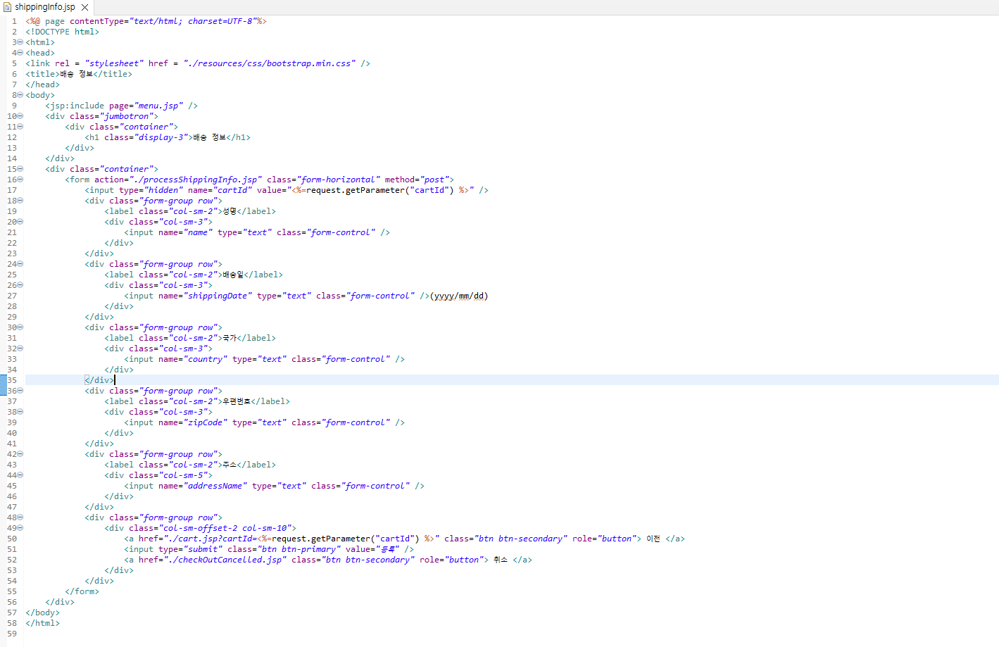 shippingInfo.jsp
1 <%@ page contentType="text/html; charset=UTF-8"%>
2 <!DOCTYPE html>
3 <html>
4 <head>
5 <link rel = "stylesheet" href = "./resources/css/bootstrap.min.css" />
6 <title>배송 정보</title>
7 </head>
8 <body>
9     <jsp:include page="menu.jsp" />
10     <div class="jumbotron">
11         <div class="container">
12             <h1 class="display-3">배송 정보</h1>
13         </div>
14     </div>
15     <div class="container">
16         <form action="./processShippingInfo.jsp" class="form-horizontal" method="post">
17             <input type="hidden" name="cartId" value="<%=request.getParameter("cartId") %>" />
18             <div class="form-group row">
19                 <label class="col-sm-2">성명</label>
20                 <div class="col-sm-3">
21                     <input name="name" type="text" class="form-control" />
22                 </div>
23             </div>
24             <div class="form-group row">
25                 <label class="col-sm-2">배송일</label>
26                 <div class="col-sm-3">
27                     <input name="shippingDate" type="text" class="form-control" />(yyyy/mm/dd)
28                 </div>
29             </div>
30             <div class="form-group row">
31                 <label class="col-sm-2">국가</label>
32                 <div class="col-sm-3">
33                     <input name="country" type="text" class="form-control" />
34                 </div>
35             </div>
36             <div class="form-group row">
37                 <label class="col-sm-2">우편번호</label>
38                 <div class="col-sm-3">
39                     <input name="zipCode" type="text" class="form-control" />
40                 </div>
41             </div>
42             <div class="form-group row">
43                 <label class="col-sm-2">주소</label>
44                 <div class="col-sm-5">
45                     <input name="addressName" type="text" class="form-control" />
46                 </div>
47             </div>
48             <div class="form-group row">
49                 <div class="col-sm-offset-2 col-sm-10">
50                     <a href="./cart.jsp?cartId=<%=request.getParameter("cartId") %>" class="btn btn-secondary" role="button"> 이전 </a>
51                     <input type="submit" class="btn btn-primary" value="등록" />
52                     <a href="./checkOutCancelled.jsp" class="btn btn-secondary" role="button"> 취소 </a>
53                 </div>
54             </div>
55         </form>
56     </div>
57 </body>
58 </html>
59